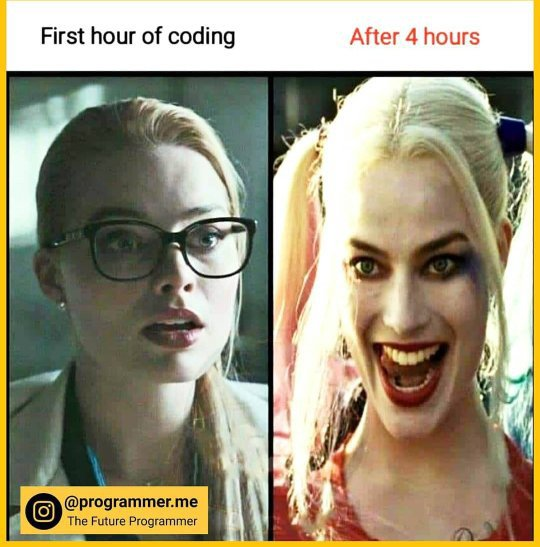 First hour of coding
After 4 hours
@programmer.me
The Future Programmer